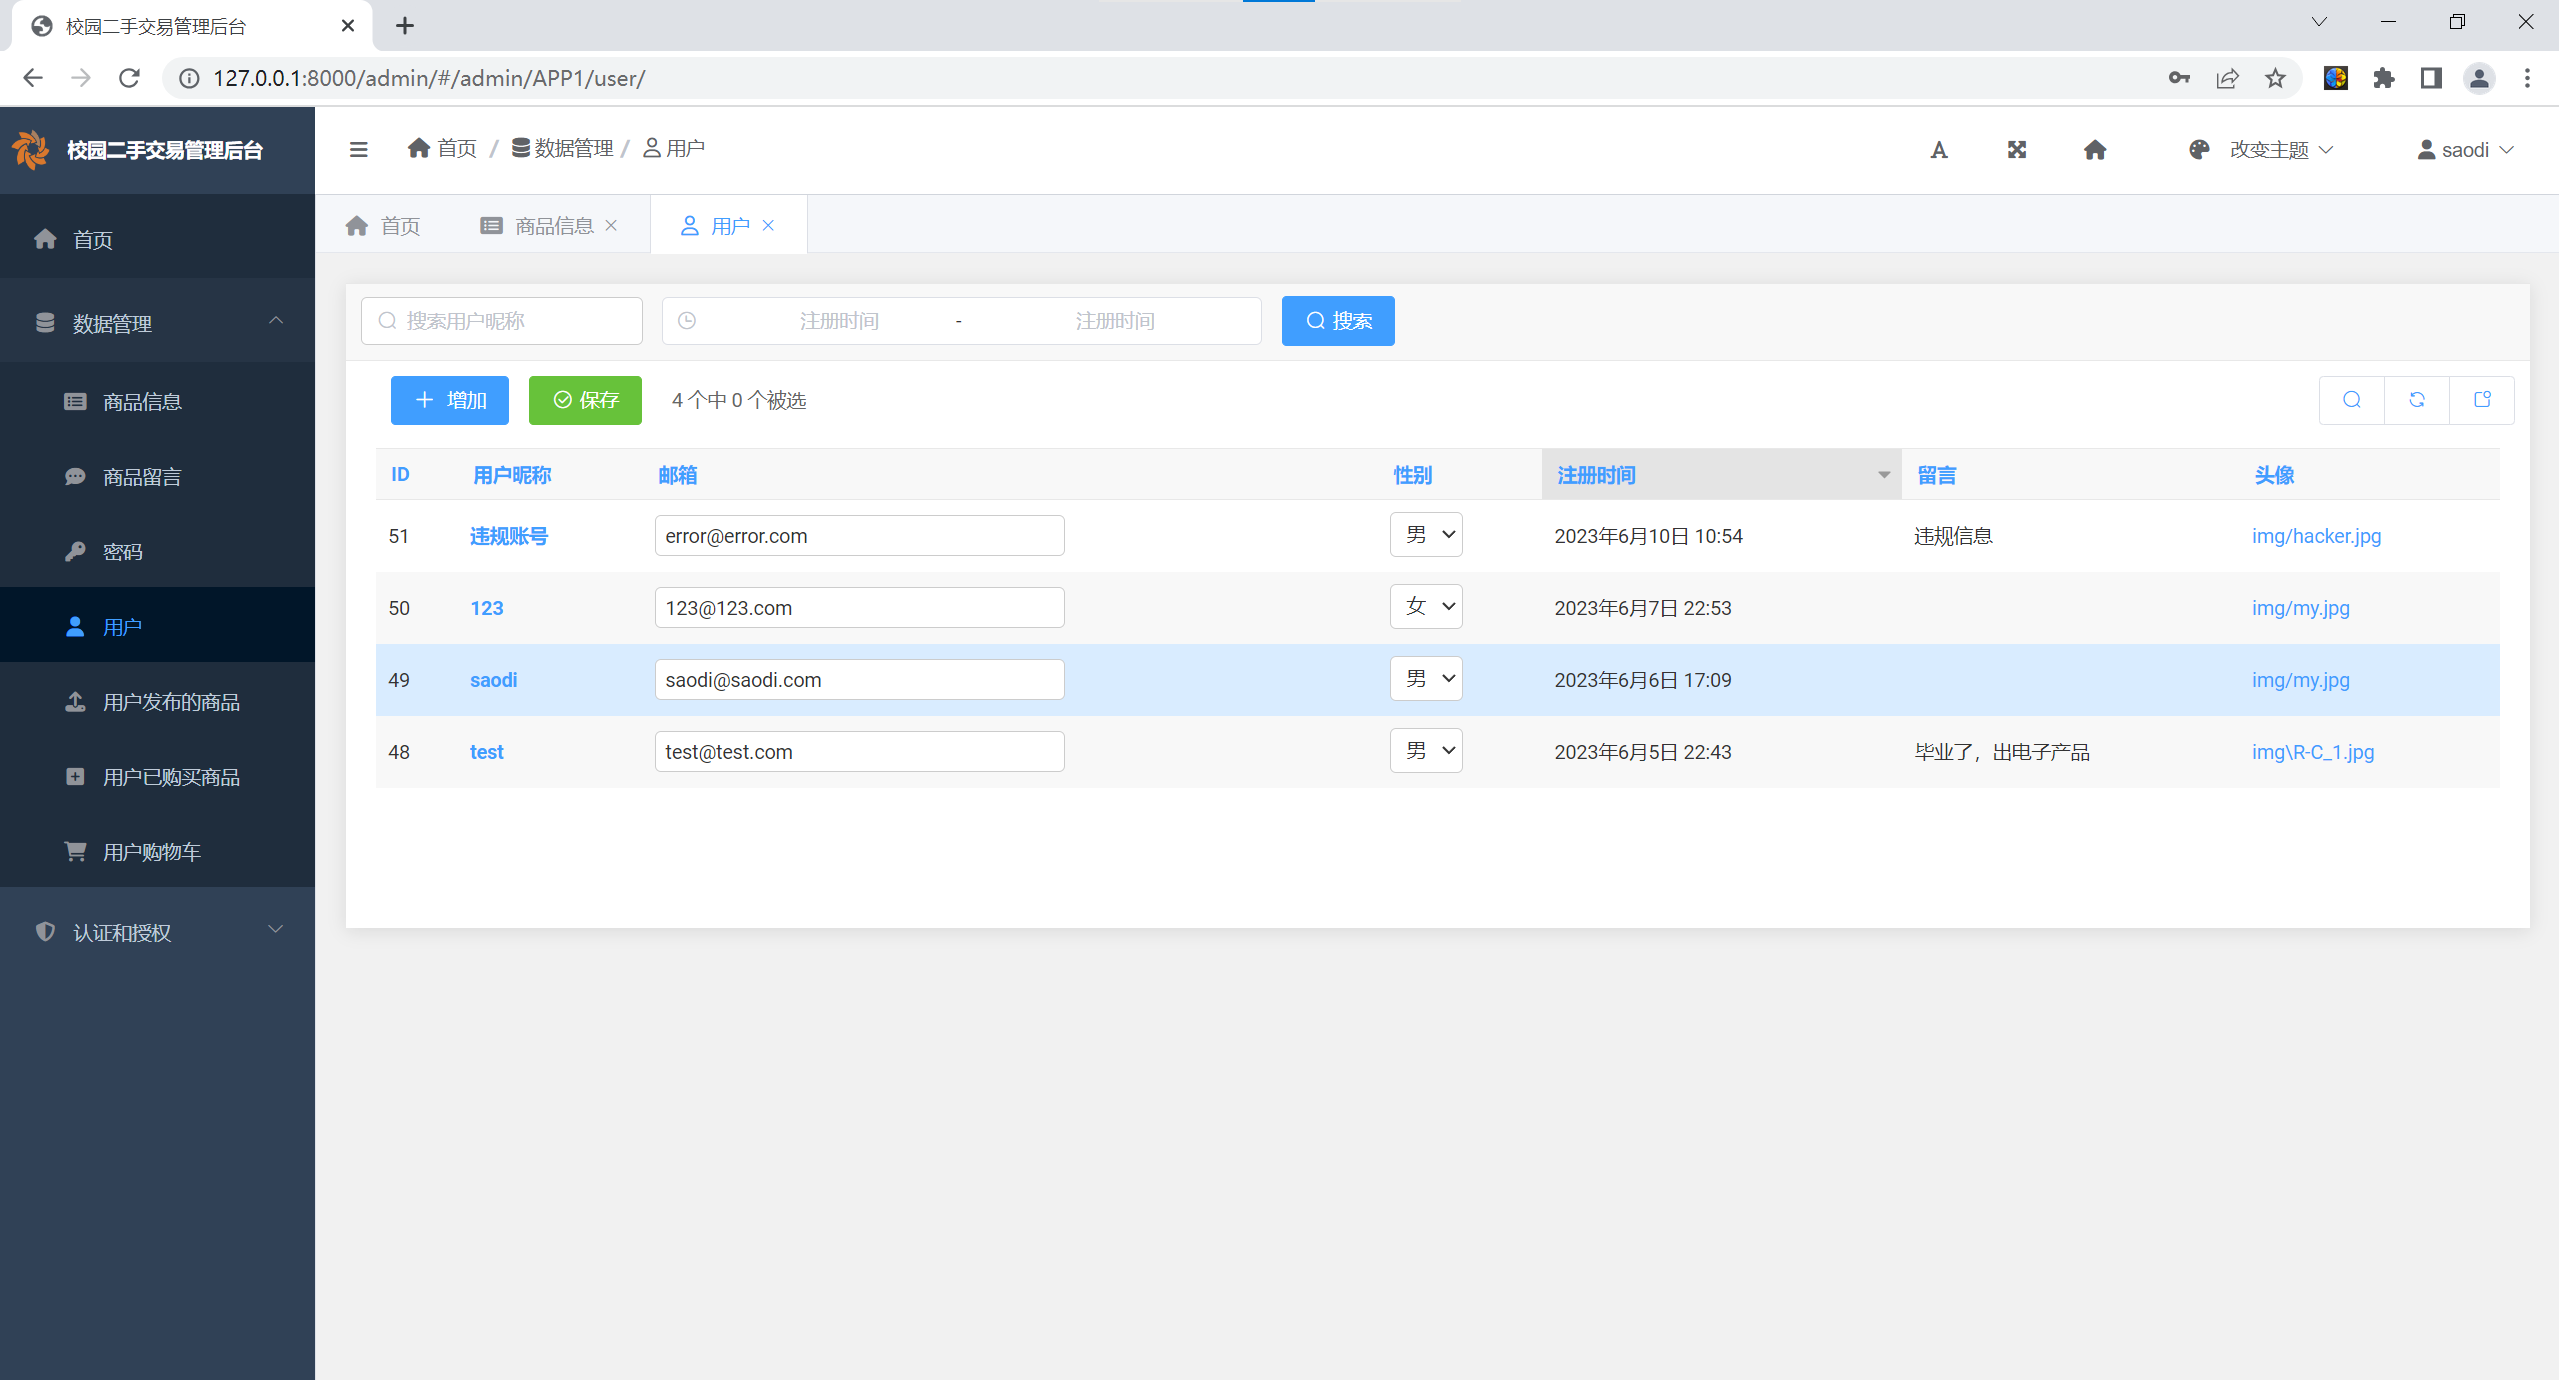 校园二手交易管理后台
127.0.0.1:8000/admin/#/admin/APP1/user/
校园二手交易管理后台
首页 / 数据管理 / 用户
A
改变主题
saodi
首页
数据管理
商品信息
商品留言
密码
用户
用户发布的商品
用户已购买商品
用户购物车
认证和授权
首页 商品信息 用户
搜索用户昵称 注册时间 - 注册时间 搜索
增加 保存 4 个中 0 个被选
ID 用户昵称 邮箱 性别 注册时间 留言 头像
51 违规账号 error@error.com 男 2023年6月10日 10:54 违规信息 img/hacker.jpg
50 123 123@123.com 女 2023年6月7日 22:53 img/my.jpg
49 saodi saodi@saodi.com 男 2023年6月6日 17:09 img/my.jpg
48 test test@test.com 男 2023年6月5日 22:43 毕业了，出电子产品 img\R-C_1.jpg